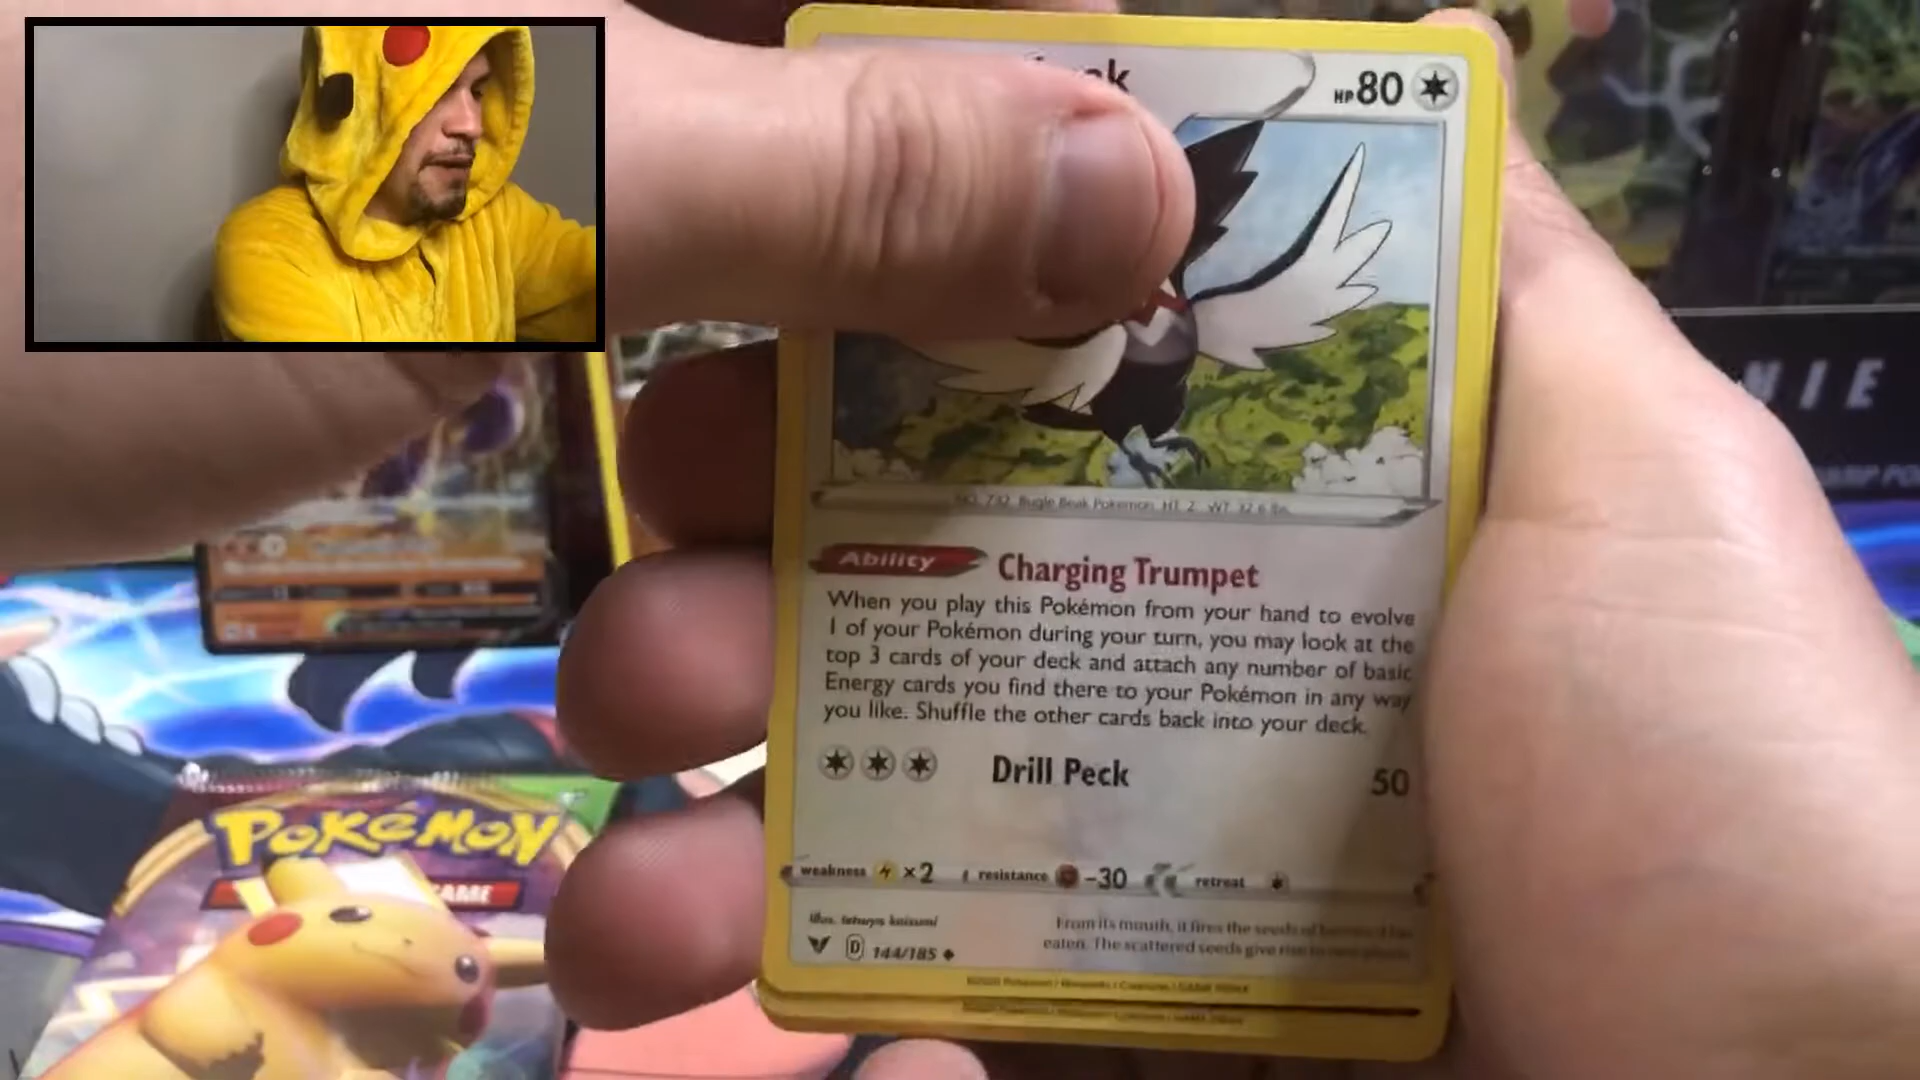 HP 80
NO. 732 Bugle Beak Pokémon HT. 2' WT. 32.6 lbs.
Ability Charging Trumpet
When you play this Pokémon from your hand to evolve
1 of your Pokémon during your turn, you may look at the
top 3 cards of your deck and attach any number of basic
Energy cards you find there to your Pokémon in any way
you like. Shuffle the other cards back into your deck.
Drill Peck 50
weakness ×2 resistance -30 retreat
illus. tetsuya koizumi
D 144/185
From its mouth, it fires the seeds of
eaten. The scattered seeds give rise to new plants.
POKéMON
GAME
NIE